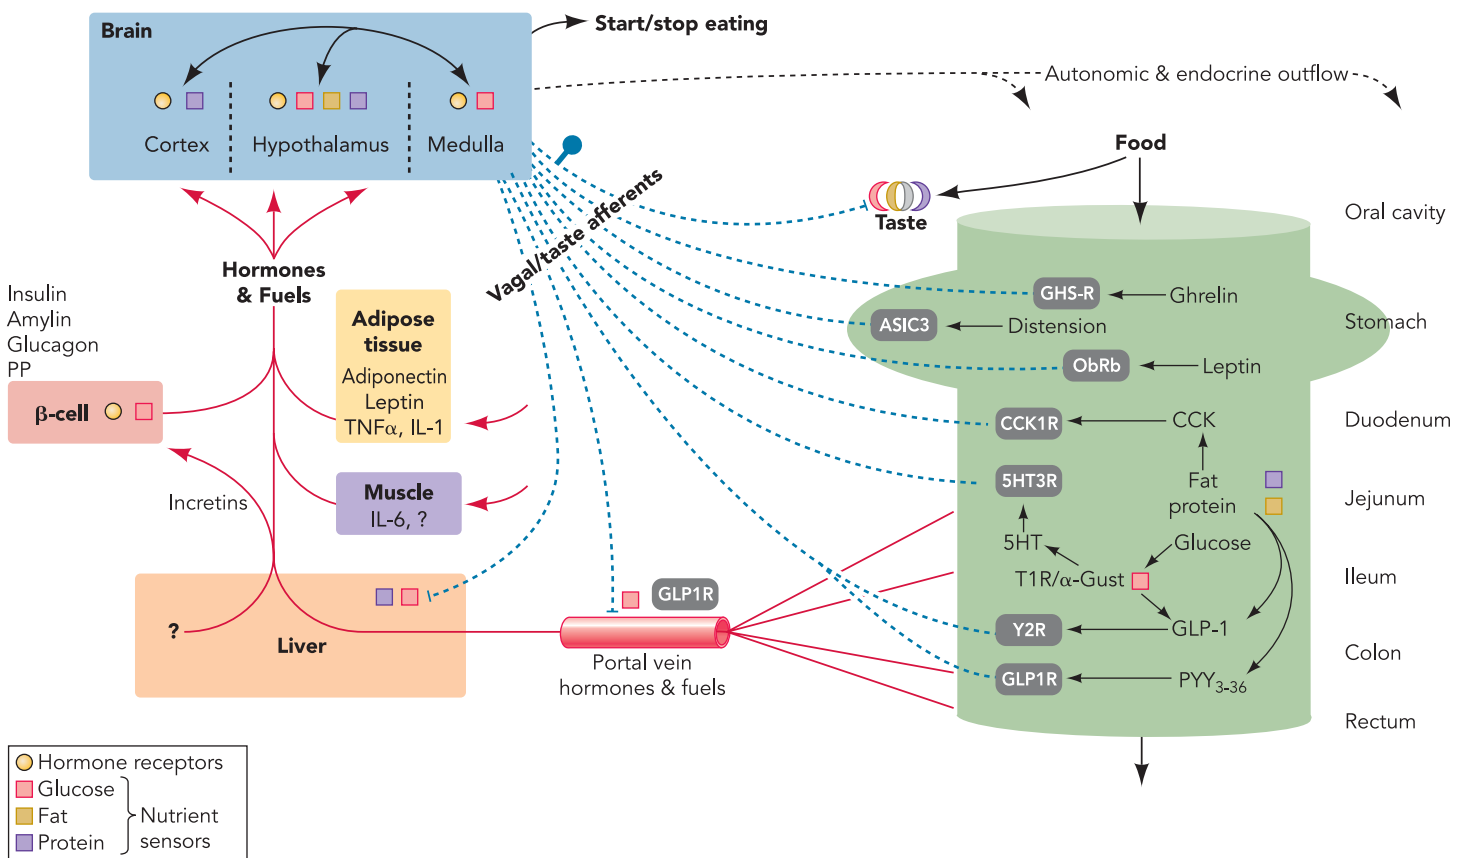 Brain
Start/stop eating
Autonomic & endocrine outflow
Cortex
Hypothalamus
Medulla
Food
Vagal/taste afferents
Taste
Oral cavity
Hormones
& Fuels
Insulin
Amylin
Glucagon
PP
β-cell
Adipose
tissue
Adiponectin
Leptin
TNFα, IL-1
Muscle
IL-6, ?
Incretins
?
Liver
GLP1R
Portal vein
hormones & fuels
GHS-R
Ghrelin
ASIC3
Distension
Stomach
ObRb
Leptin
CCK1R
CCK
Duodenum
5HT3R
Fat
protein
Jejunum
5HT
Glucose
T1R/α-Gust
Ileum
Y2R
GLP-1
Colon
GLP1R
PYY3-36
Rectum
Hormone receptors
Glucose
Fat
Protein
Nutrient
sensors